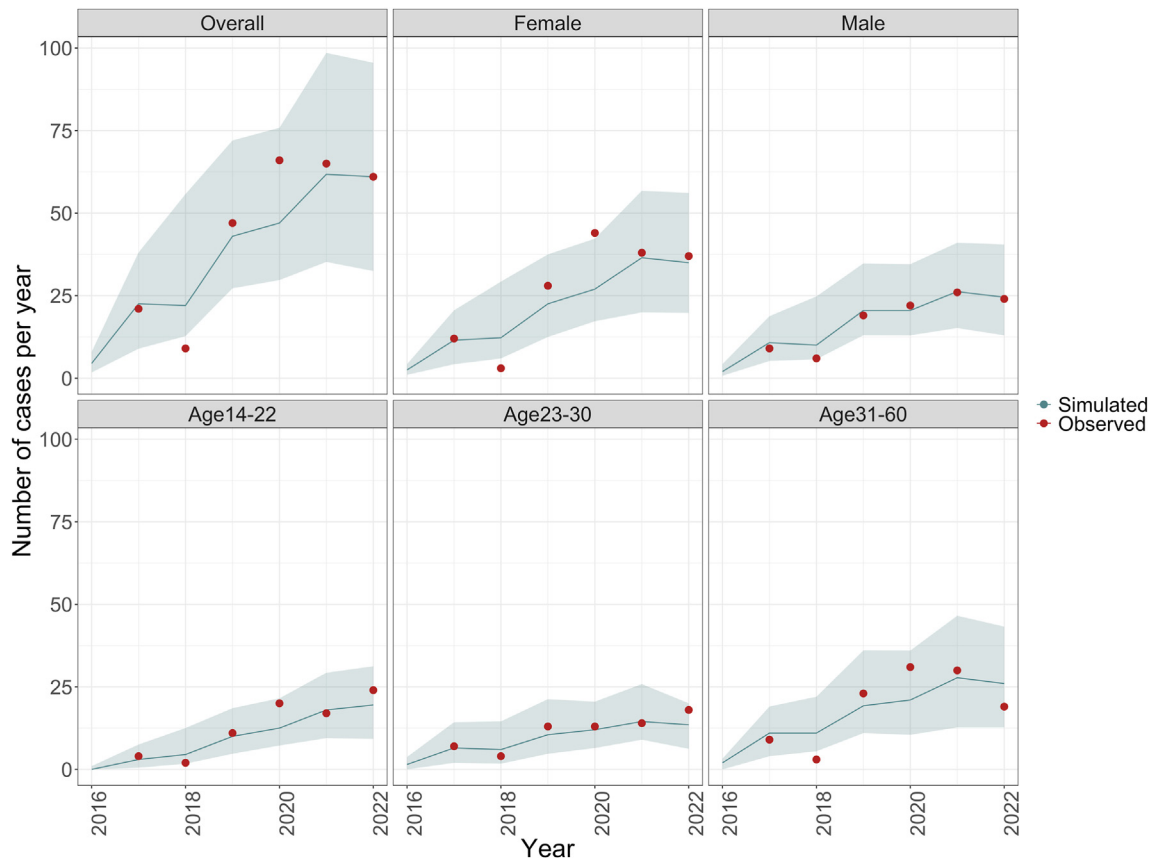 Overall Female Male
100
75
50
25
0
Age14-22 Age23-30 Age31-60
100
75
50
25
0
Number of cases per year
Simulated
Observed
2016 2018 2020 2022 2016 2018 2020 2022 2016 2018 2020 2022
Year